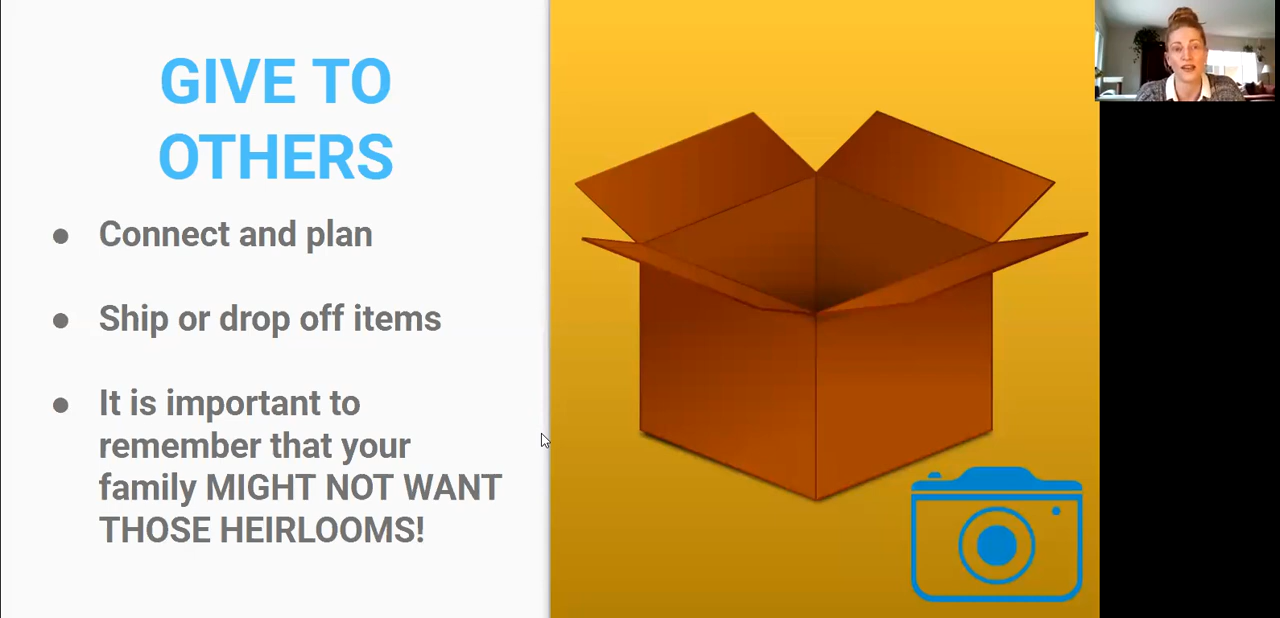 GIVE TO
OTHERS
● Connect and plan
● Ship or drop off items
● It is important to
remember that your
family MIGHT NOT WANT
THOSE HEIRLOOMS!